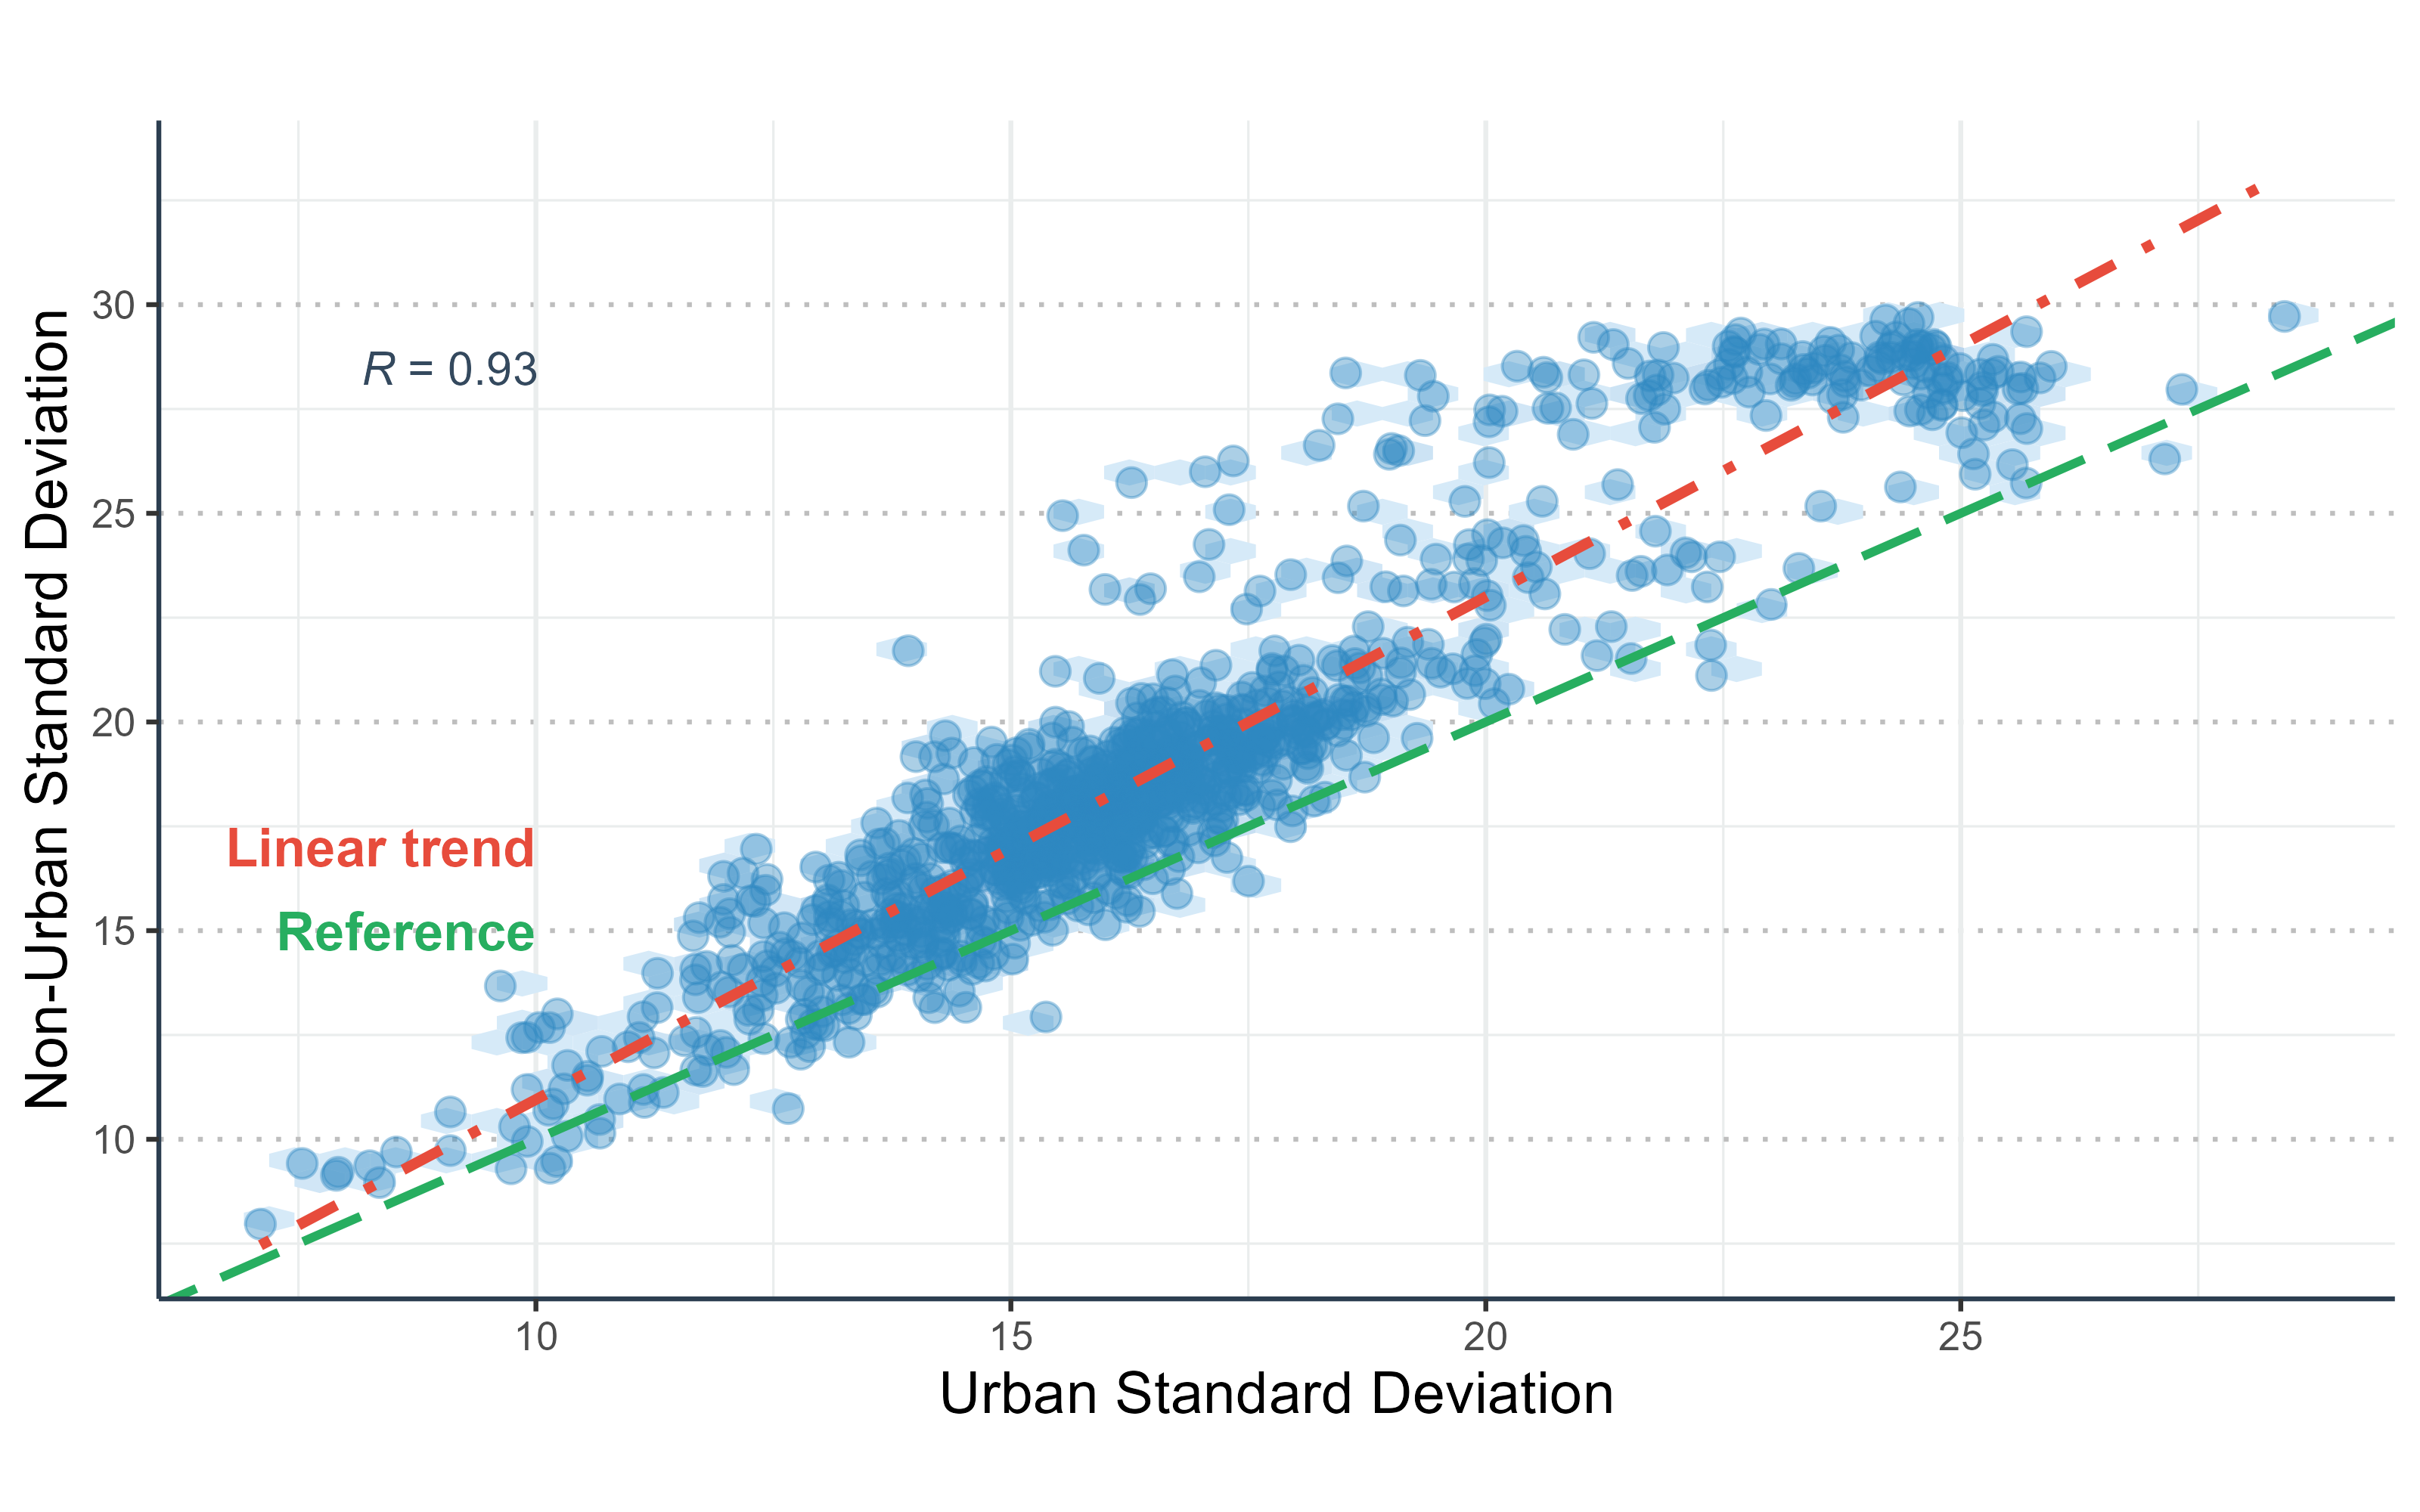 Non-Urban Standard Deviation
30
25
20
15
10
R = 0.93
Linear trend
Reference
10
15
20
25
Urban Standard Deviation